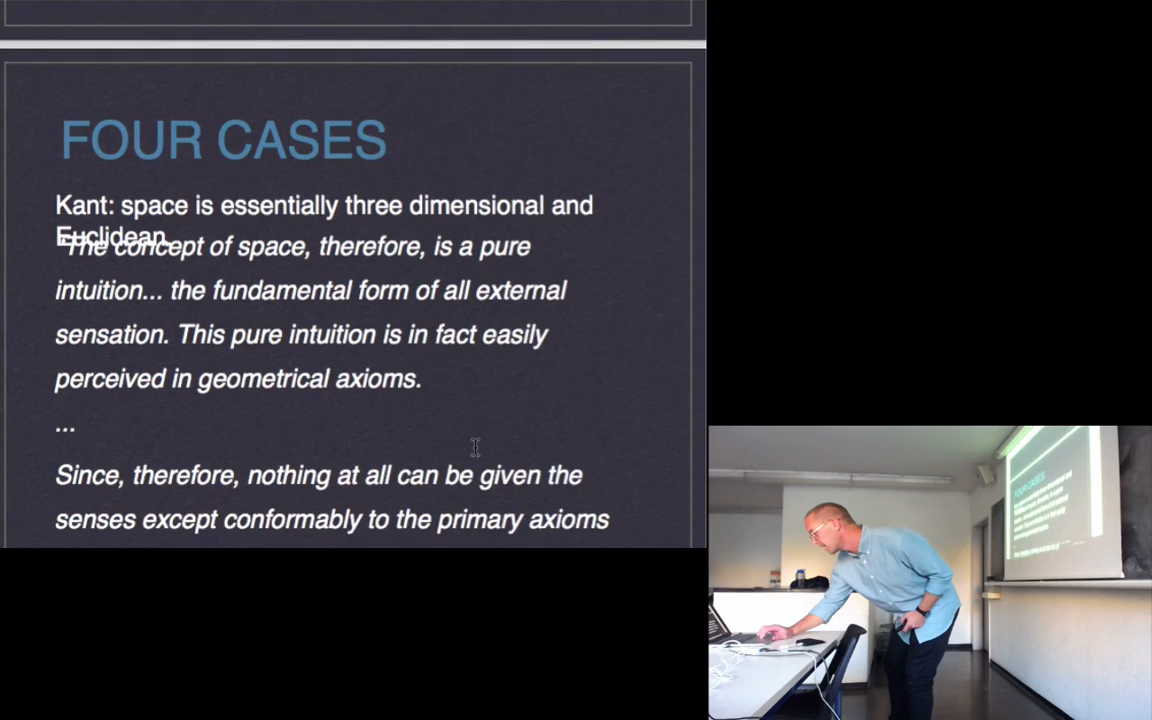 FOUR CASES
Kant: space is essentially three dimensional and
Euclidean.
"The concept of space, therefore, is a pure
intuition... the fundamental form of all external
sensation. This pure intuition is in fact easily
perceived in geometrical axioms.
...
Since, therefore, nothing at all can be given the
senses except conformably to the primary axioms
FOUR CASES